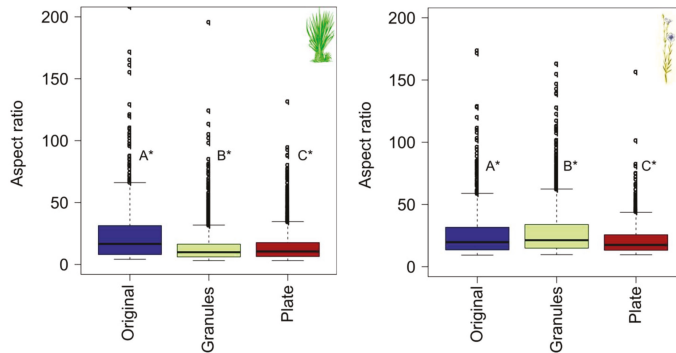 200
150
100
50
0
Aspect ratio
A*
B*
C*
Original
Granules
Plate
200
150
100
50
0
Aspect ratio
A*
B*
C*
Original
Granules
Plate